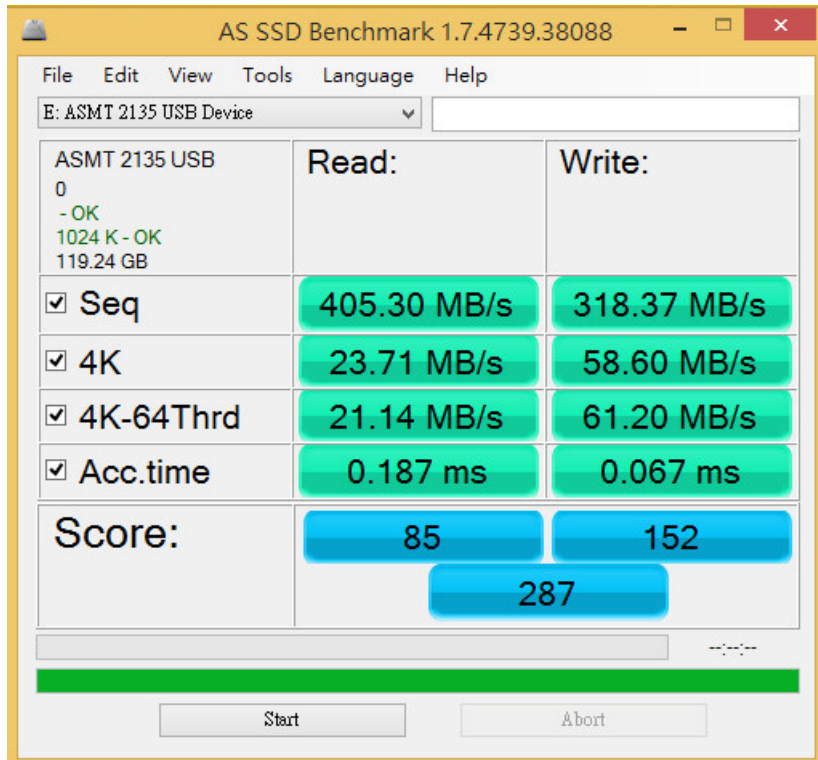 AS SSD Benchmark 1.7.4739.38088
File Edit View Tools Language Help
E: ASMT 2135 USB Device
ASMT 2135 USB
0
- OK
1024 K - OK
119.24 GB
Read: Write:
Seq 405.30 MB/s 318.37 MB/s
4K 23.71 MB/s 58.60 MB/s
4K-64Thrd 21.14 MB/s 61.20 MB/s
Acc.time 0.187 ms 0.067 ms
Score: 85 152
287
--:--:--
Start Abort